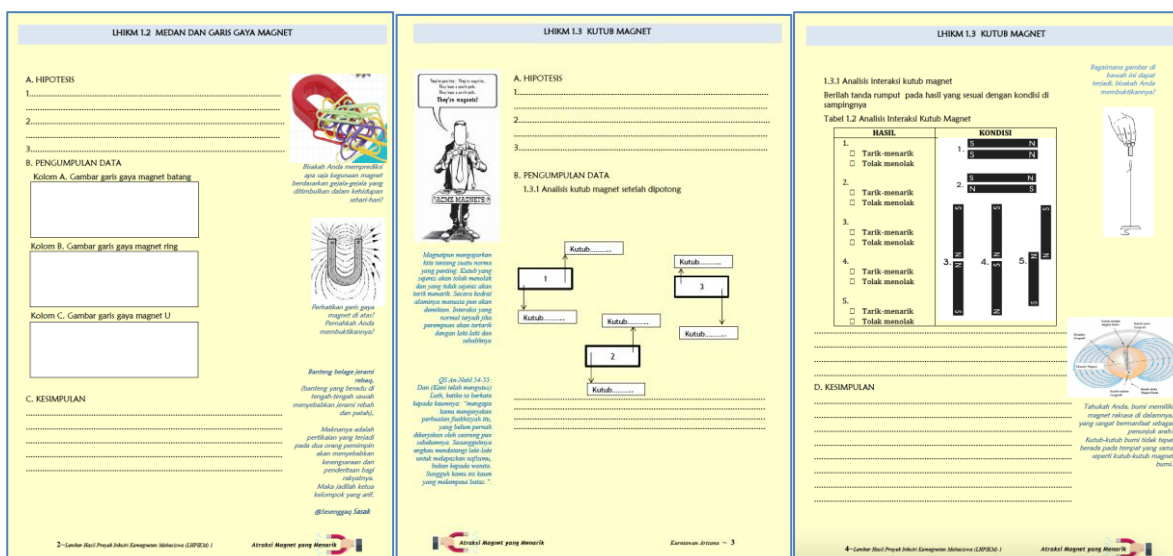 LHIKM 1.2 MEDAN DAN GARIS GAYA MAGNET
A. HIPOTESIS
1.
2.
3.
B. PENGUMPULAN DATA
Kolom A. Gambar garis gaya magnet batang
Kolom B. Gambar garis gaya magnet ring
Kolom C. Gambar garis gaya magnet U
C. KESIMPULAN
Bisakah Anda memprediksi
apa saja kegunaan magnet
berdasarkan gejala-gejala yang
ditimbulkan dalam kehidupan
sehari-hari?
Perhatikan garis gaya
magnet di atas?
Pernahkah Anda
membuktikannya?
Banteng belage jerami
rebaq.
(banteng yang beradu di
tengah-tengah sawah
menyebabkan jerami rebah
dan patah).
Maknanya adalah
pertikaian yang terjadi
pada dua orang pemimpin
akan menyebabkan
kesengsaraan dan
penderitaan bagi
rakyatnya.
Maka jadilah ketua
kelompok yang arif.
@Sesenggaq Sasak
2~Lembar Hasil Proyek Inkuiri Kemagnetan Mahasiswa (LHPIKM) 1
Atraksi Magnet yang Menarik
LHIKM 1.3 KUTUB MAGNET
They're magnets!
ACME MAGNETS
Magnetpun mengajarkan
kita tentang suatu norma
yang penting. Kutub yang
sejenis akan tolak menolak
dan yang tidak sejenis akan
tarik menarik. Secara kodrat
alaminya manusia pun akan
demikian. Interaksi yang
normal terjadi jika
perempuan akan tertarik
dengan laki-laki dan
sebaliknya
QS An-Nahl 54-55:
Dan (Kami telah mengutus)
Luth, ketika ia berkata
kepada kaumnya: "mengapa
kamu mengerjakan
perbuatan faakhisyah itu,
yang belum pernah
dikerjakan oleh seorang pun
sebelumnya. Sesungguhnya
engkau mendatangi laki-laki
untuk melepaskan nafsumu,
bukan kepada wanita.
Sungguh kamu ini kaum
yang melampaui batas.".
A. HIPOTESIS
1.
2.
3.
B. PENGUMPULAN DATA
1.3.1 Analisis kutub magnet setelah dipotong
Kutub..........
1
Kutub..........
Kutub..........
3
Kutub..........
Kutub..........
2
Kutub..........
Atraksi Magnet yang Menarik
Kurniawan Arizona ~ 3
LHIKM 1.3 KUTUB MAGNET
1.3.1 Analisis interaksi kutub magnet
Berilah tanda rumput pada hasil yang sesuai dengan kondisi di
sampingnya
Tabel 1.2 Analisis Interaksi Kutub Magnet
HASIL KONDISI
1.
Tarik-menarik
Tolak menolak
2.
Tarik-menarik
Tolak menolak
3.
Tarik-menarik
Tolak menolak
4.
Tarik-menarik
Tolak menolak
5.
Tarik-menarik
Tolak menolak
1. S N
S N
2. S N
N S
3. S N N S
4. S N S N
5. S N N S
D. KESIMPULAN
Bagaimana gambar di
bawah ini dapat
terjadi, bisakah Anda
membuktikannya?
Tahukah Anda, bumi memiliki
magnet raksasa di dalamnya,
yang sangat bermanfaat sebagai
penunjuk arah?
Kutub-kutub bumi tidak tepat
berada pada tempat yang sama
seperti kutub-kutub magnet
bumi.
4~Lembar Hasil Proyek Inkuiri Kemagnetan Mahasiswa (LHPIKM) 1
Atraksi Magnet yang Menarik